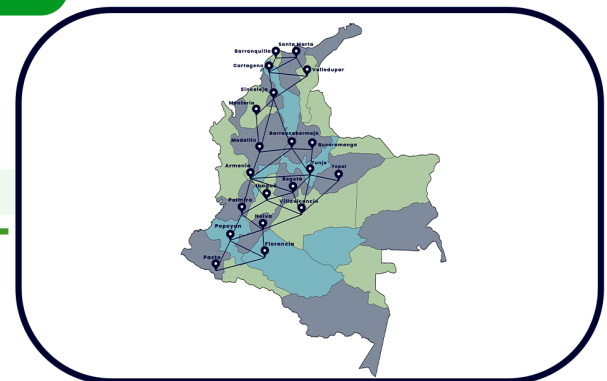 Santa Marta
Barranquilla
Cartagena
Valledupar
Sincelejo
Montería
Barrancabermeja
Medellín
Bucaramanga
Tunja
Yopal
Armenia
Bogotá
Ibagué
Palmira
Villavicencio
Neiva
Popayán
Florencia
Pasto